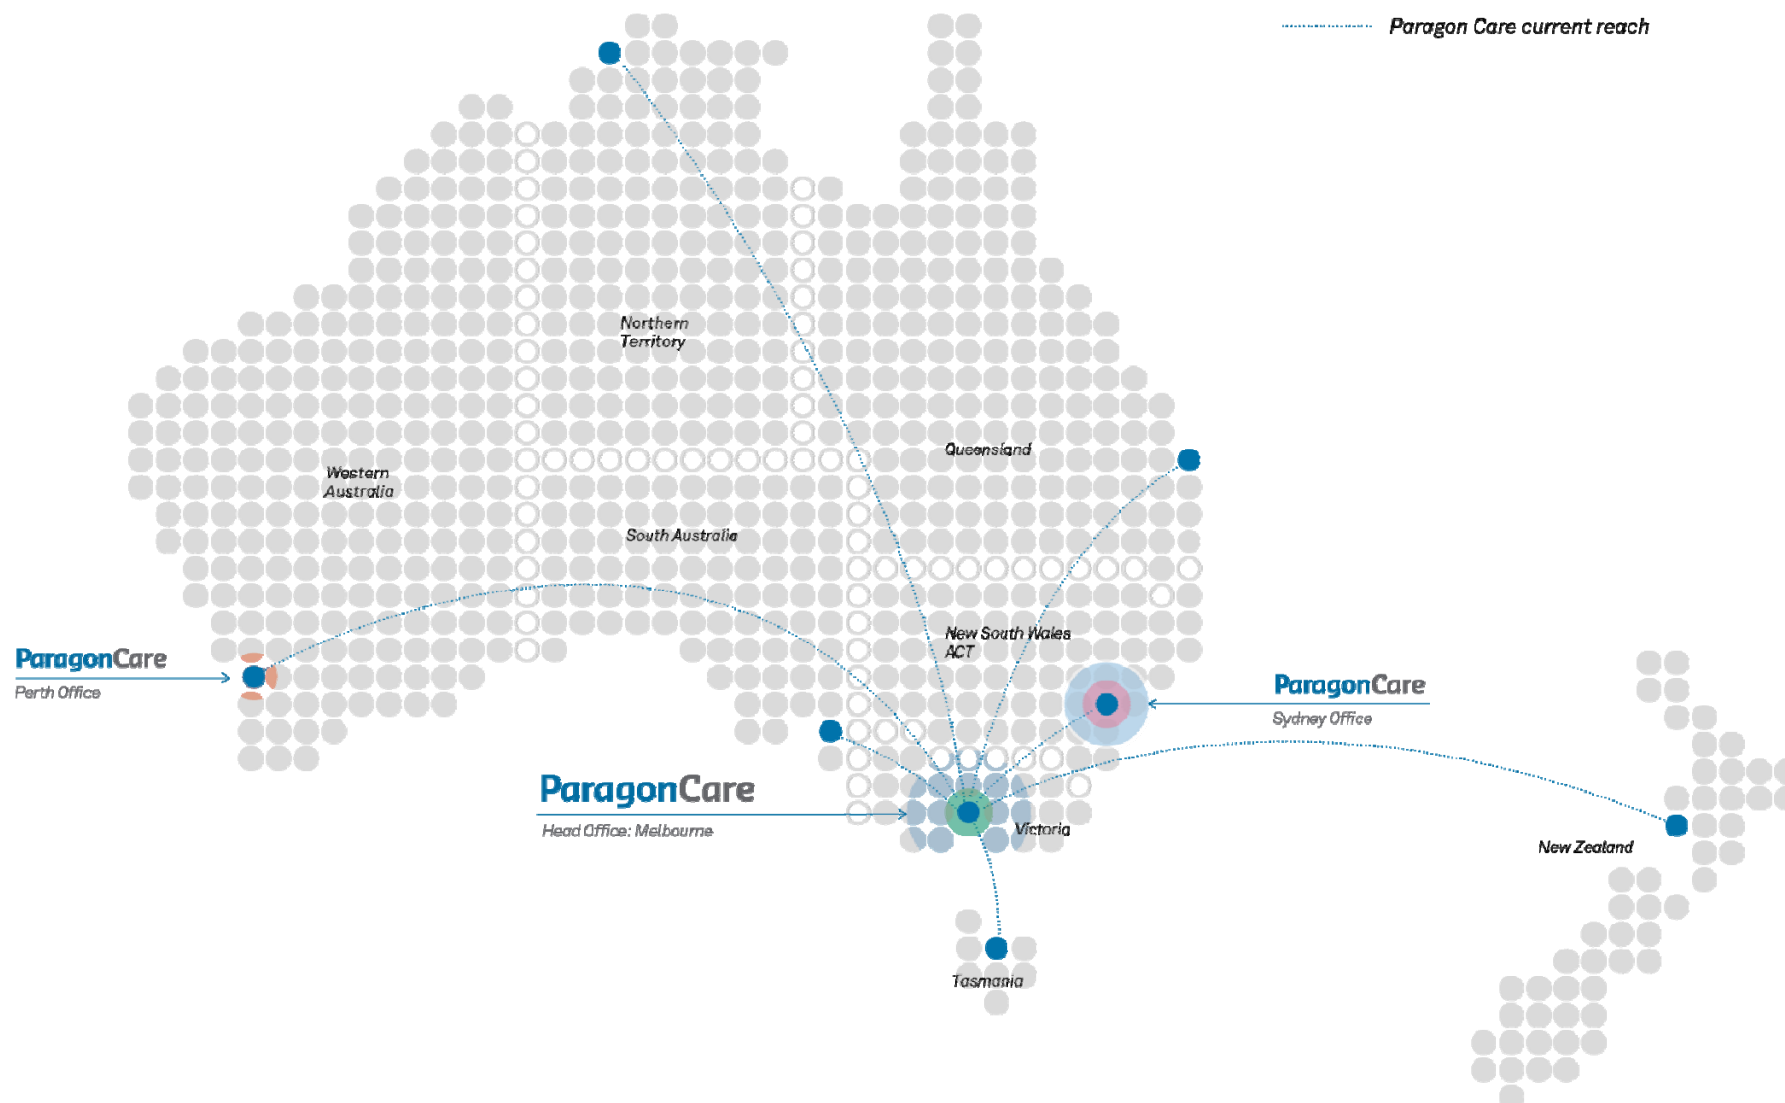 Paragon Care current reach
Northern
Territory
Queensland
Western
Australia
South Australia
New South Wales
ACT
ParagonCare
Perth Office
ParagonCare
Sydney Office
ParagonCare
Head Office: Melbourne
Victoria
New Zealand
Tasmania